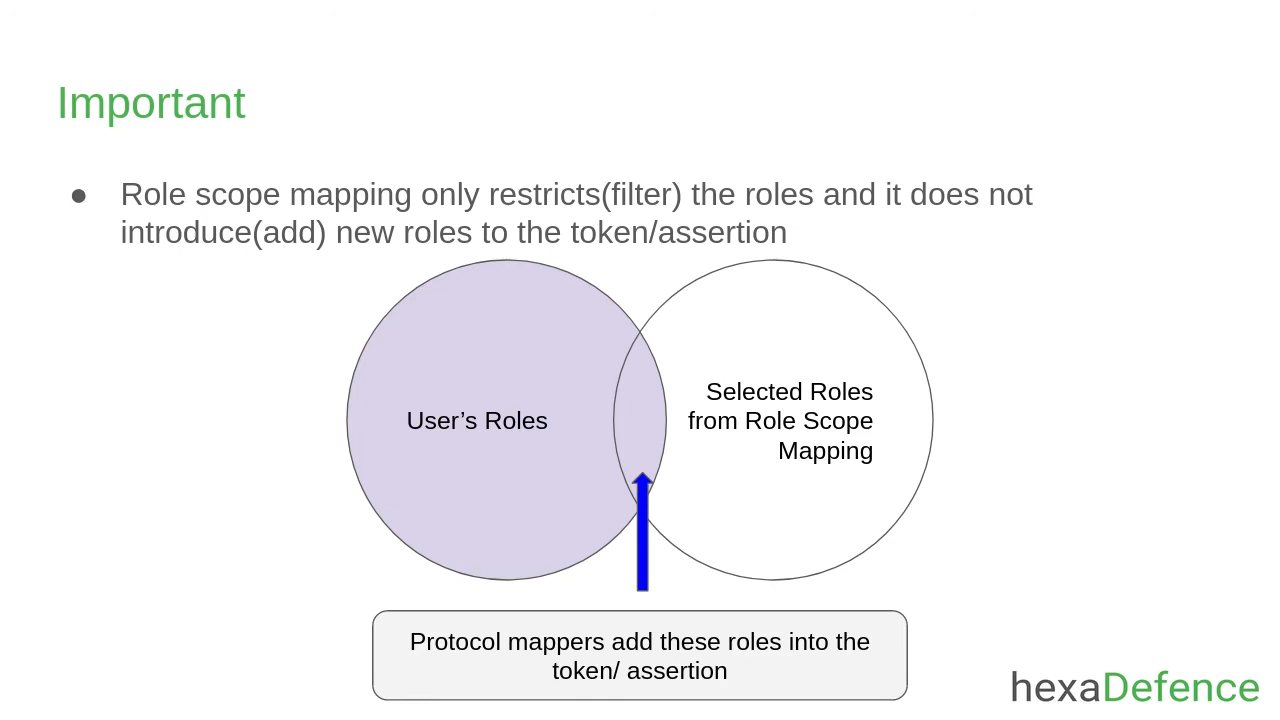 Important
● Role scope mapping only restricts(filter) the roles and it does not
introduce(add) new roles to the token/assertion
User’s Roles
Selected Roles
from Role Scope
Mapping
Protocol mappers add these roles into the
token/ assertion
hexaDefence